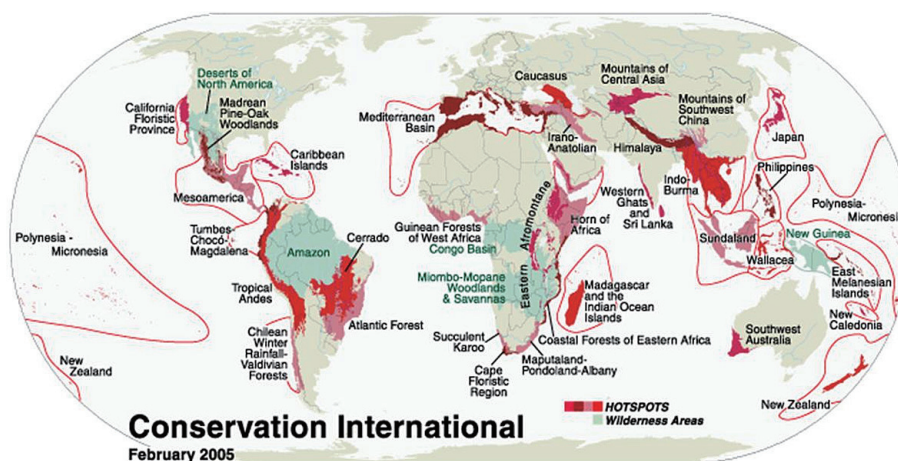 Deserts of
North America
California
Floristic
Province
Madrean
Pine-Oak
Woodlands
Caribbean
Islands
Mesoamerica
Polynesia -
Micronesia
Tumbes-
Chocó-
Magdalena
Amazon
Cerrado
Tropical
Andes
Atlantic Forest
Chilean
Winter
Rainfall-
Valdivian
Forests
New
Zealand
Mediterranean
Basin
Caucasus
Irano-
Anatolian
Mountains of
Central Asia
Mountains of
Southwest
China
Himalaya
Japan
Indo-
Burma
Philippines
Western
Ghats
and
Sri Lanka
Guinean Forests
of West Africa
Congo Basin
Eastern
Afromontane
Horn of
Africa
Miombo-Mopane
Woodlands
& Savannas
Madagascar
and the
Indian Ocean
Islands
Coastal Forests of Eastern Africa
Succulent
Karoo
Cape
Floristic
Region
Maputaland-
Pondoland-Albany
Sundaland
Wallacea
New Guinea
Polynesia-
Micronesia
East
Melanesian
Islands
New
Caledonia
Southwest
Australia
New Zealand
HOTSPOTS
Wilderness Areas
Conservation International
February 2005